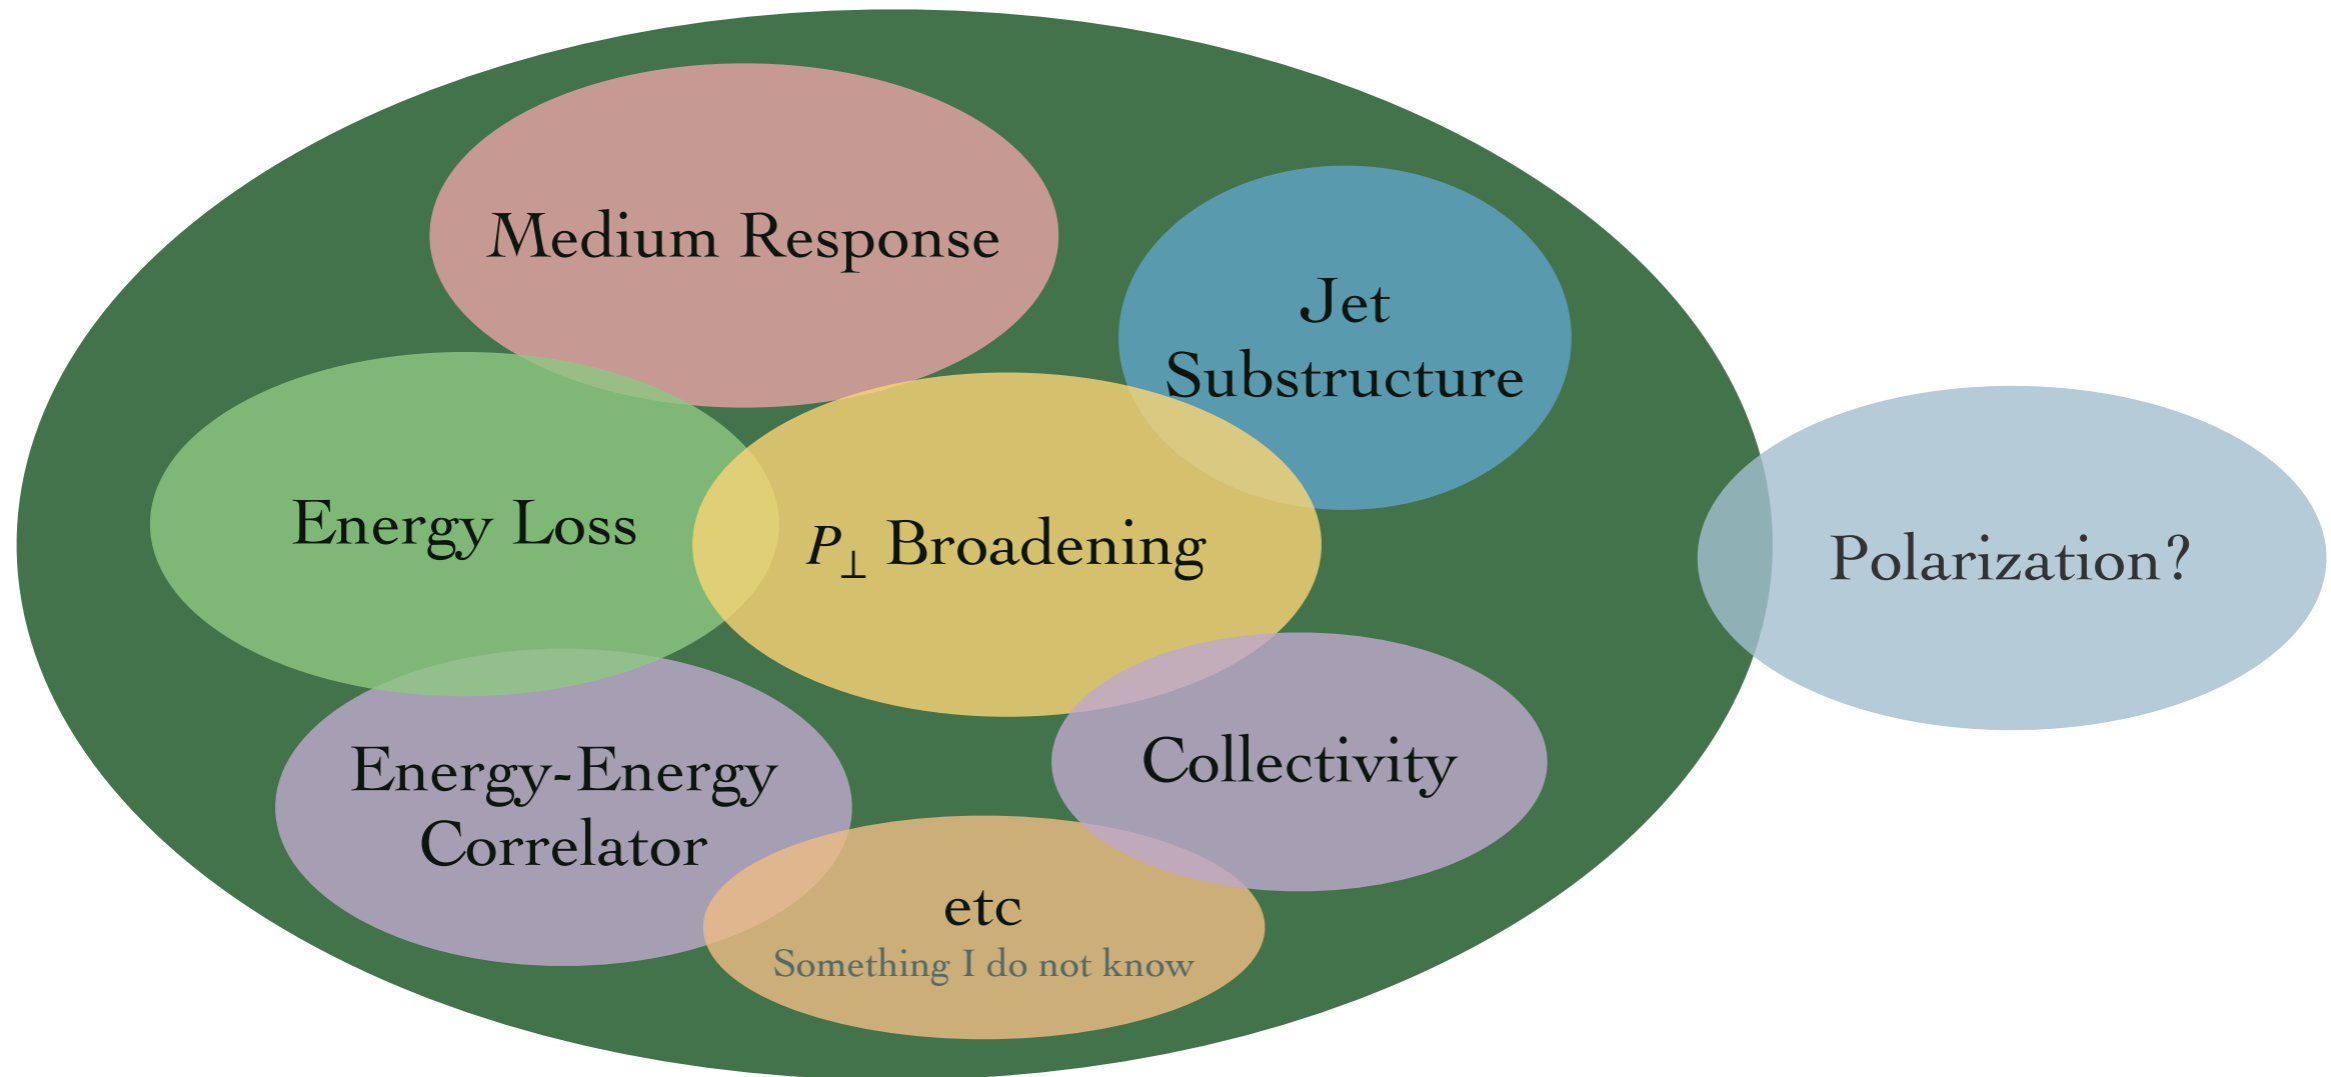 Medium Response
Jet
Substructure
Energy Loss
P⊥ Broadening
Polarization?
Energy-Energy
Correlator
Collectivity
etc
Something I do not know